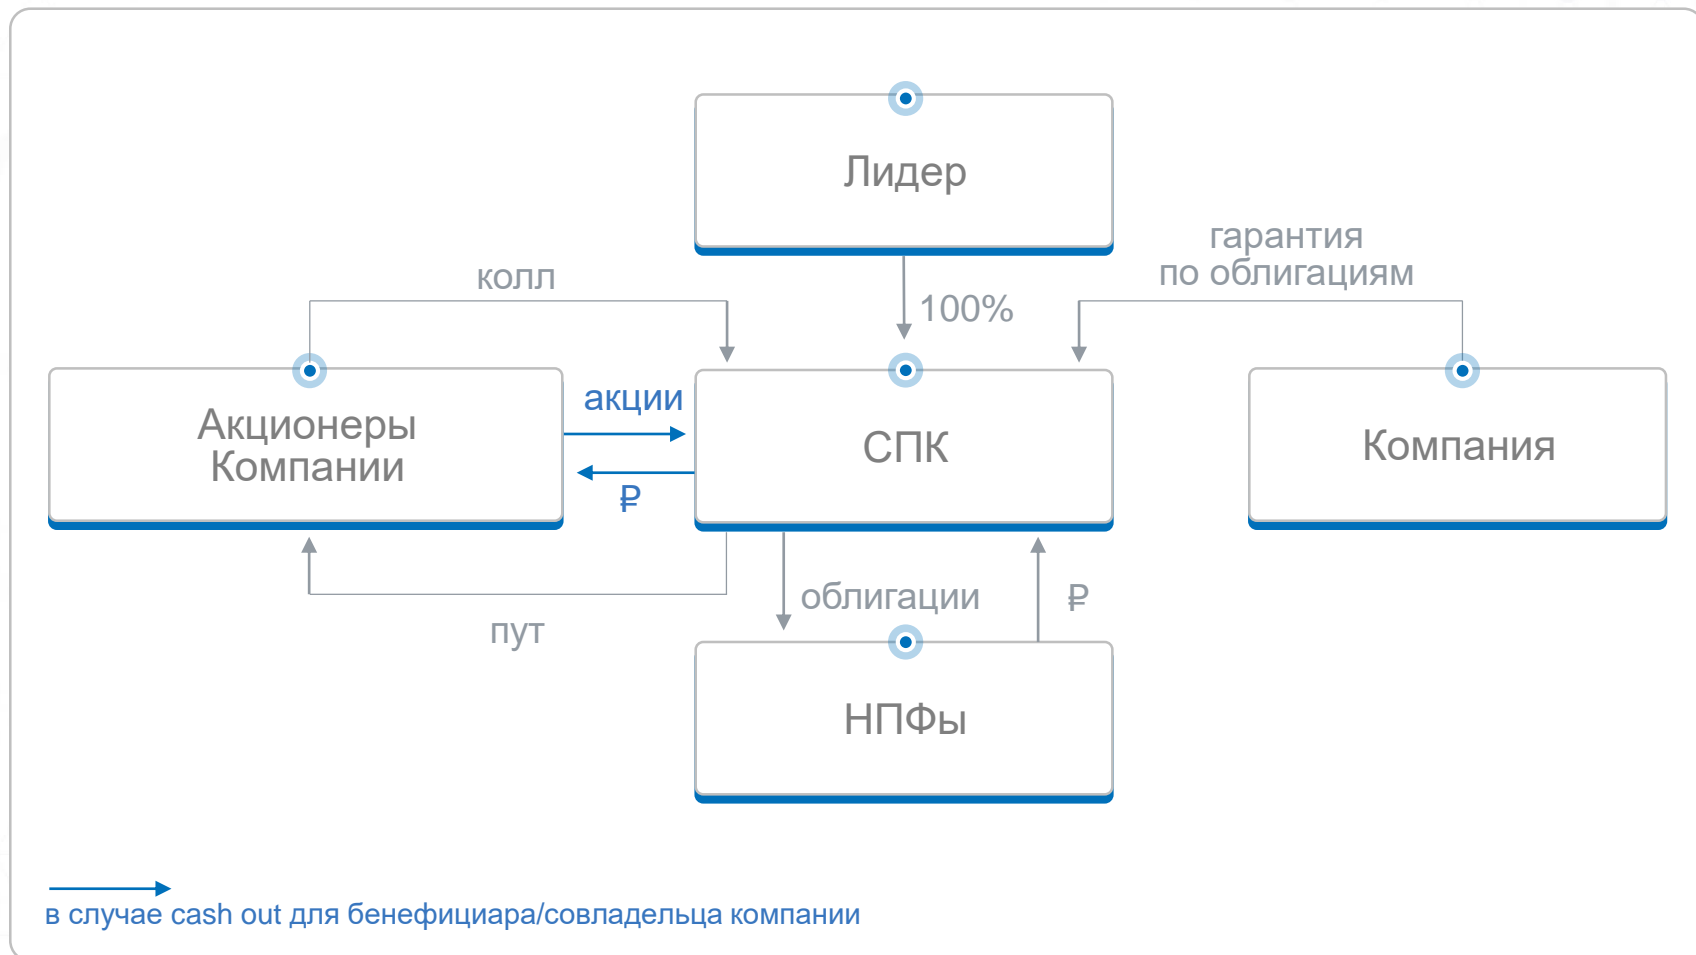 Лидер
гарантия
по облигациям
колл
100%
акции
Акционеры
Компании
СПК
Компания
₽
облигации
₽
пут
НПФы
в случае cash out для бенефициара/совладельца компании